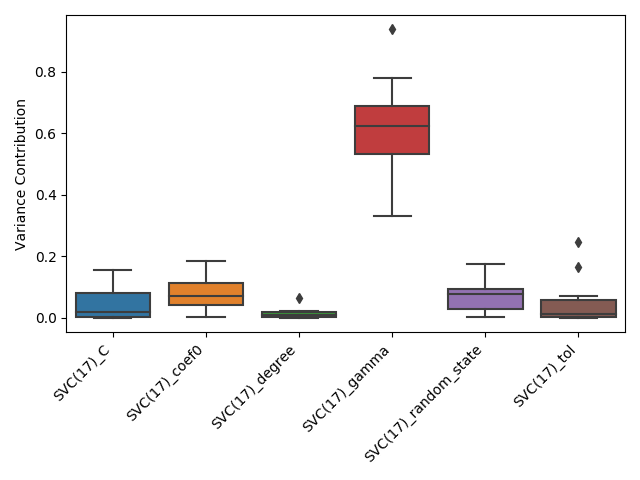 Variance Contribution
0.8
0.6
0.4
0.2
0.0
SVC(17)_C
SVC(17)_coef0
SVC(17)_degree
SVC(17)_gamma
SVC(17)_random_state
SVC(17)_tol